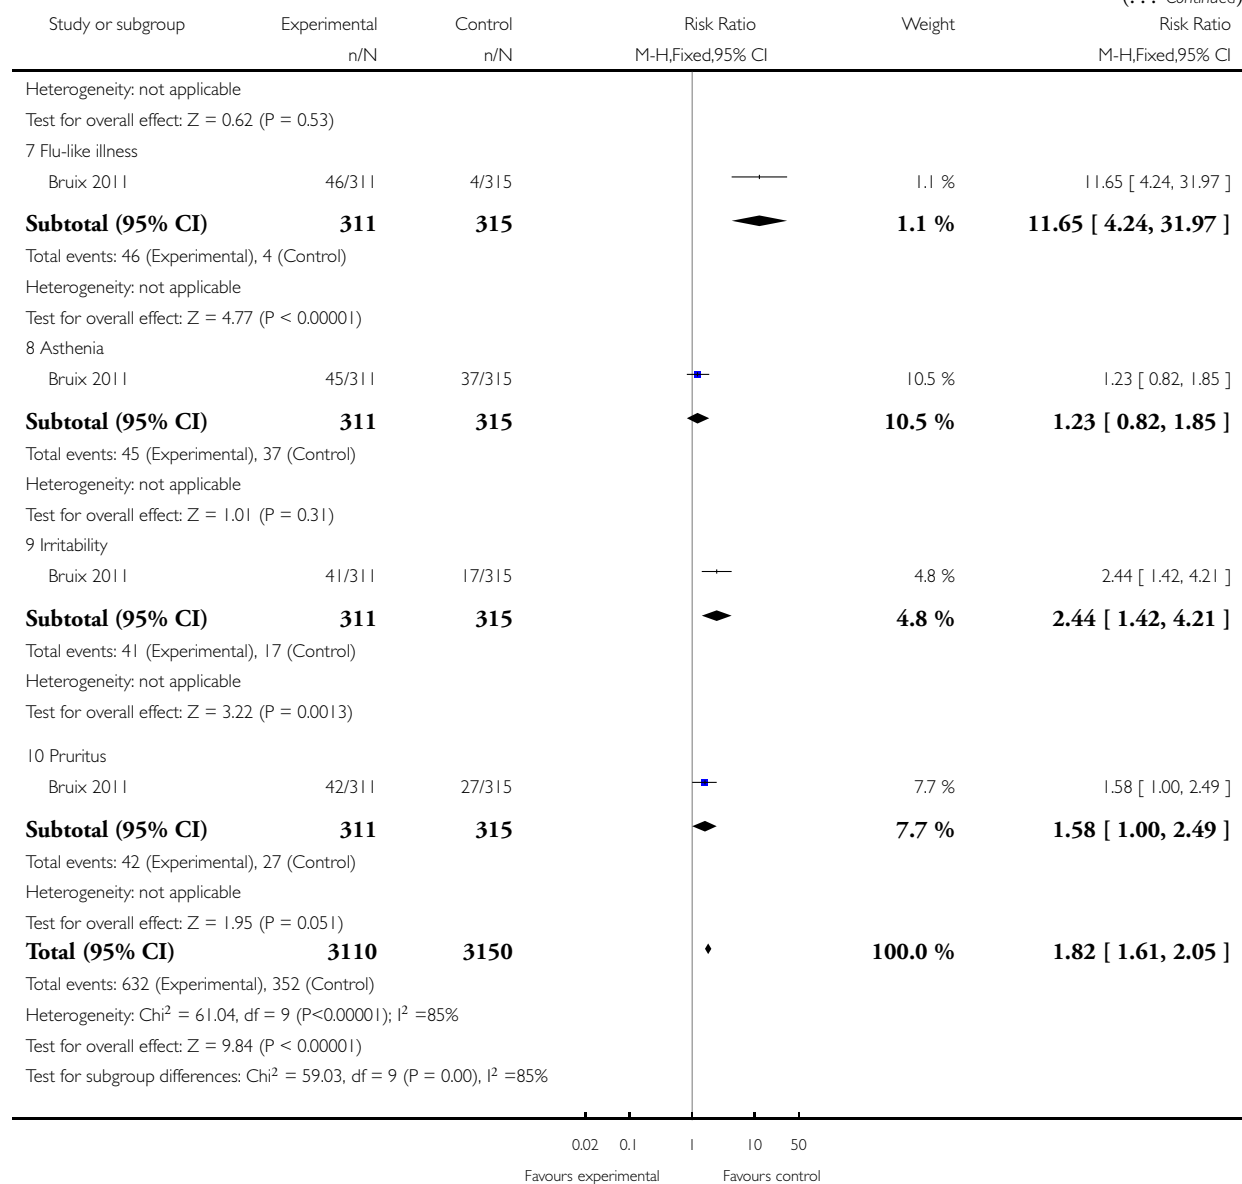 (. . . Continued)
Study or subgroup Experimental Control Risk Ratio Weight Risk Ratio
n/N n/N M-H,Fixed,95% CI M-H,Fixed,95% CI
Heterogeneity: not applicable
Test for overall effect: Z = 0.62 (P = 0.53)
7 Flu-like illness
Bruix 2011 46/311 4/315 1.1 % 11.65 [ 4.24, 31.97 ]
Subtotal (95% CI) 311 315 1.1 % 11.65 [ 4.24, 31.97 ]
Total events: 46 (Experimental), 4 (Control)
Heterogeneity: not applicable
Test for overall effect: Z = 4.77 (P < 0.00001)
8 Asthenia
Bruix 2011 45/311 37/315 10.5 % 1.23 [ 0.82, 1.85 ]
Subtotal (95% CI) 311 315 10.5 % 1.23 [ 0.82, 1.85 ]
Total events: 45 (Experimental), 37 (Control)
Heterogeneity: not applicable
Test for overall effect: Z = 1.01 (P = 0.31)
9 Irritability
Bruix 2011 41/311 17/315 4.8 % 2.44 [ 1.42, 4.21 ]
Subtotal (95% CI) 311 315 4.8 % 2.44 [ 1.42, 4.21 ]
Total events: 41 (Experimental), 17 (Control)
Heterogeneity: not applicable
Test for overall effect: Z = 3.22 (P = 0.0013)
10 Pruritus
Bruix 2011 42/311 27/315 7.7 % 1.58 [ 1.00, 2.49 ]
Subtotal (95% CI) 311 315 7.7 % 1.58 [ 1.00, 2.49 ]
Total events: 42 (Experimental), 27 (Control)
Heterogeneity: not applicable
Test for overall effect: Z = 1.95 (P = 0.051)
Total (95% CI) 3110 3150 100.0 % 1.82 [ 1.61, 2.05 ]
Total events: 632 (Experimental), 352 (Control)
Heterogeneity: Chi² = 61.04, df = 9 (P<0.00001); I² =85%
Test for overall effect: Z = 9.84 (P < 0.00001)
Test for subgroup differences: Chi² = 59.03, df = 9 (P = 0.00), I² =85%
0.02 0.1 1 10 50
Favours experimental Favours control